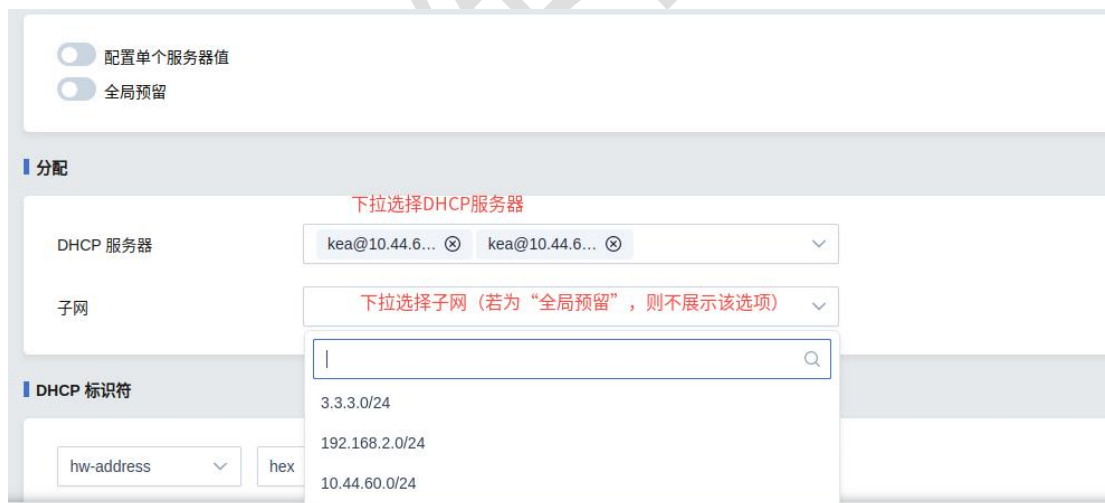 配置单个服务器值
全局预留
分配
下拉选择DHCP服务器
DHCP 服务器
kea@10.44.6... kea@10.44.6...
子网
下拉选择子网（若为“全局预留”，则不展示该选项）
DHCP 标识符
3.3.3.0/24
192.168.2.0/24
hw-address hex
10.44.60.0/24